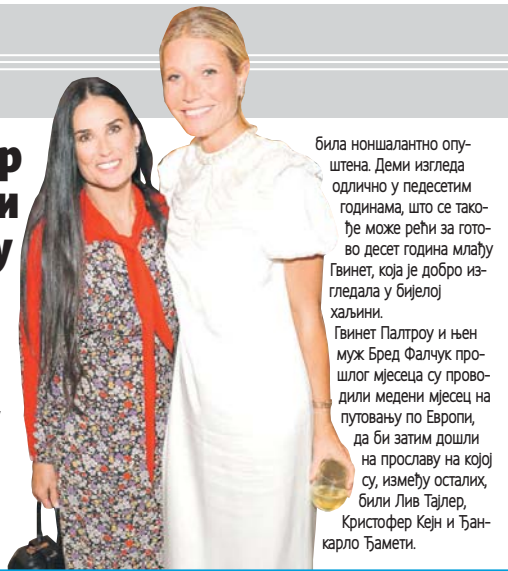 р
и
у
била ноншалантно опу-
штена. Деми изгледа
одлично у педесетим
годинама, што се тако-
ђе може рећи за гото-
во десет година млађу
Гвинет, која је добро из-
гледала у бијелој
хаљини.
Гвинет Палтроу и њен
муж Бред Фалчук про-
шлог мјесеца су прово-
дили медени мјесец на
путовању по Европи,
да би затим дошли
на прославу на којој
су, између осталих,
били Лив Тајлер,
Кристофер Кејн и Ђан-
карло Ђамети.